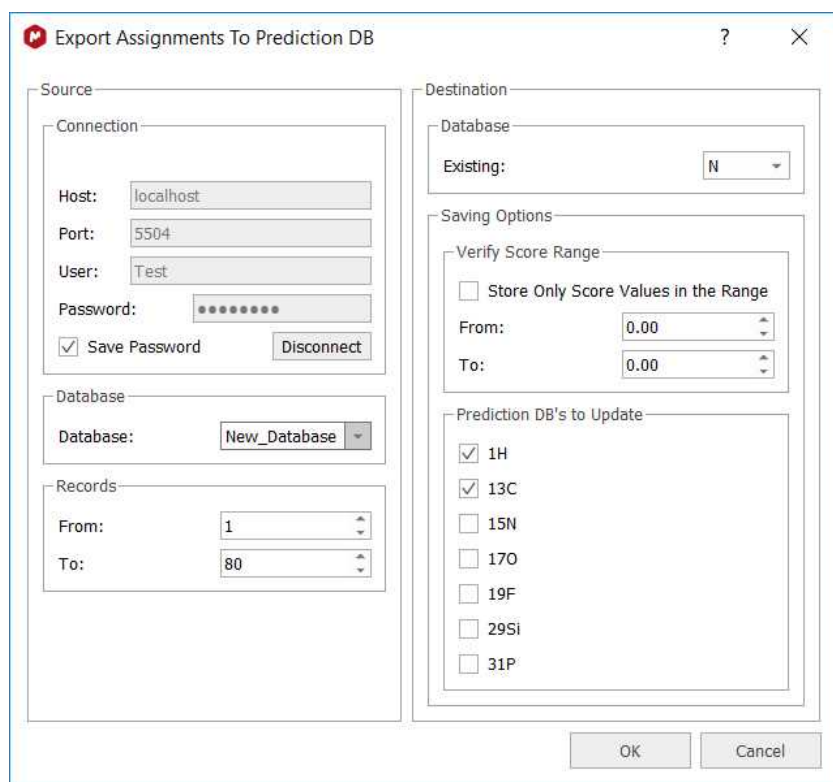 Export Assignments To Prediction DB
?
Source
Connection
Host: localhost
Port: 5504
User: Test
Password: ●●●●●●●●
Save Password Disconnect
Database
Database: New_Database
Records
From: 1
To: 80
Destination
Database
Existing: N
Saving Options
Verify Score Range
Store Only Score Values in the Range
From: 0.00
To: 0.00
Prediction DB's to Update
1H
13C
15N
17O
19F
29Si
31P
OK Cancel